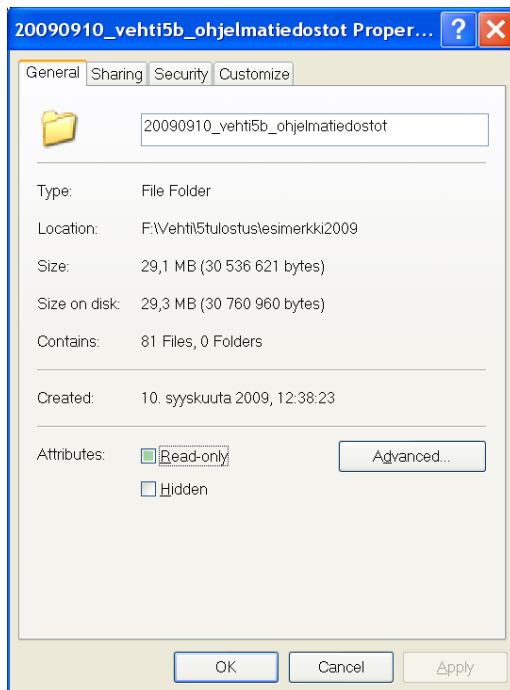 20090910_vehti5b_ohjelmatiedostot Proper... ?
General Sharing Security Customize
20090910_vehti5b_ohjelmatiedostot
Type: File Folder
Location: F:\Vehti\5tulostus\esimerkki2009
Size: 29,1 MB (30 536 621 bytes)
Size on disk: 29,3 MB (30 760 960 bytes)
Contains: 81 Files, 0 Folders
Created: 10. syyskuuta 2009, 12:38:23
Attributes: Read-only Advanced...
Hidden
OK Cancel Apply